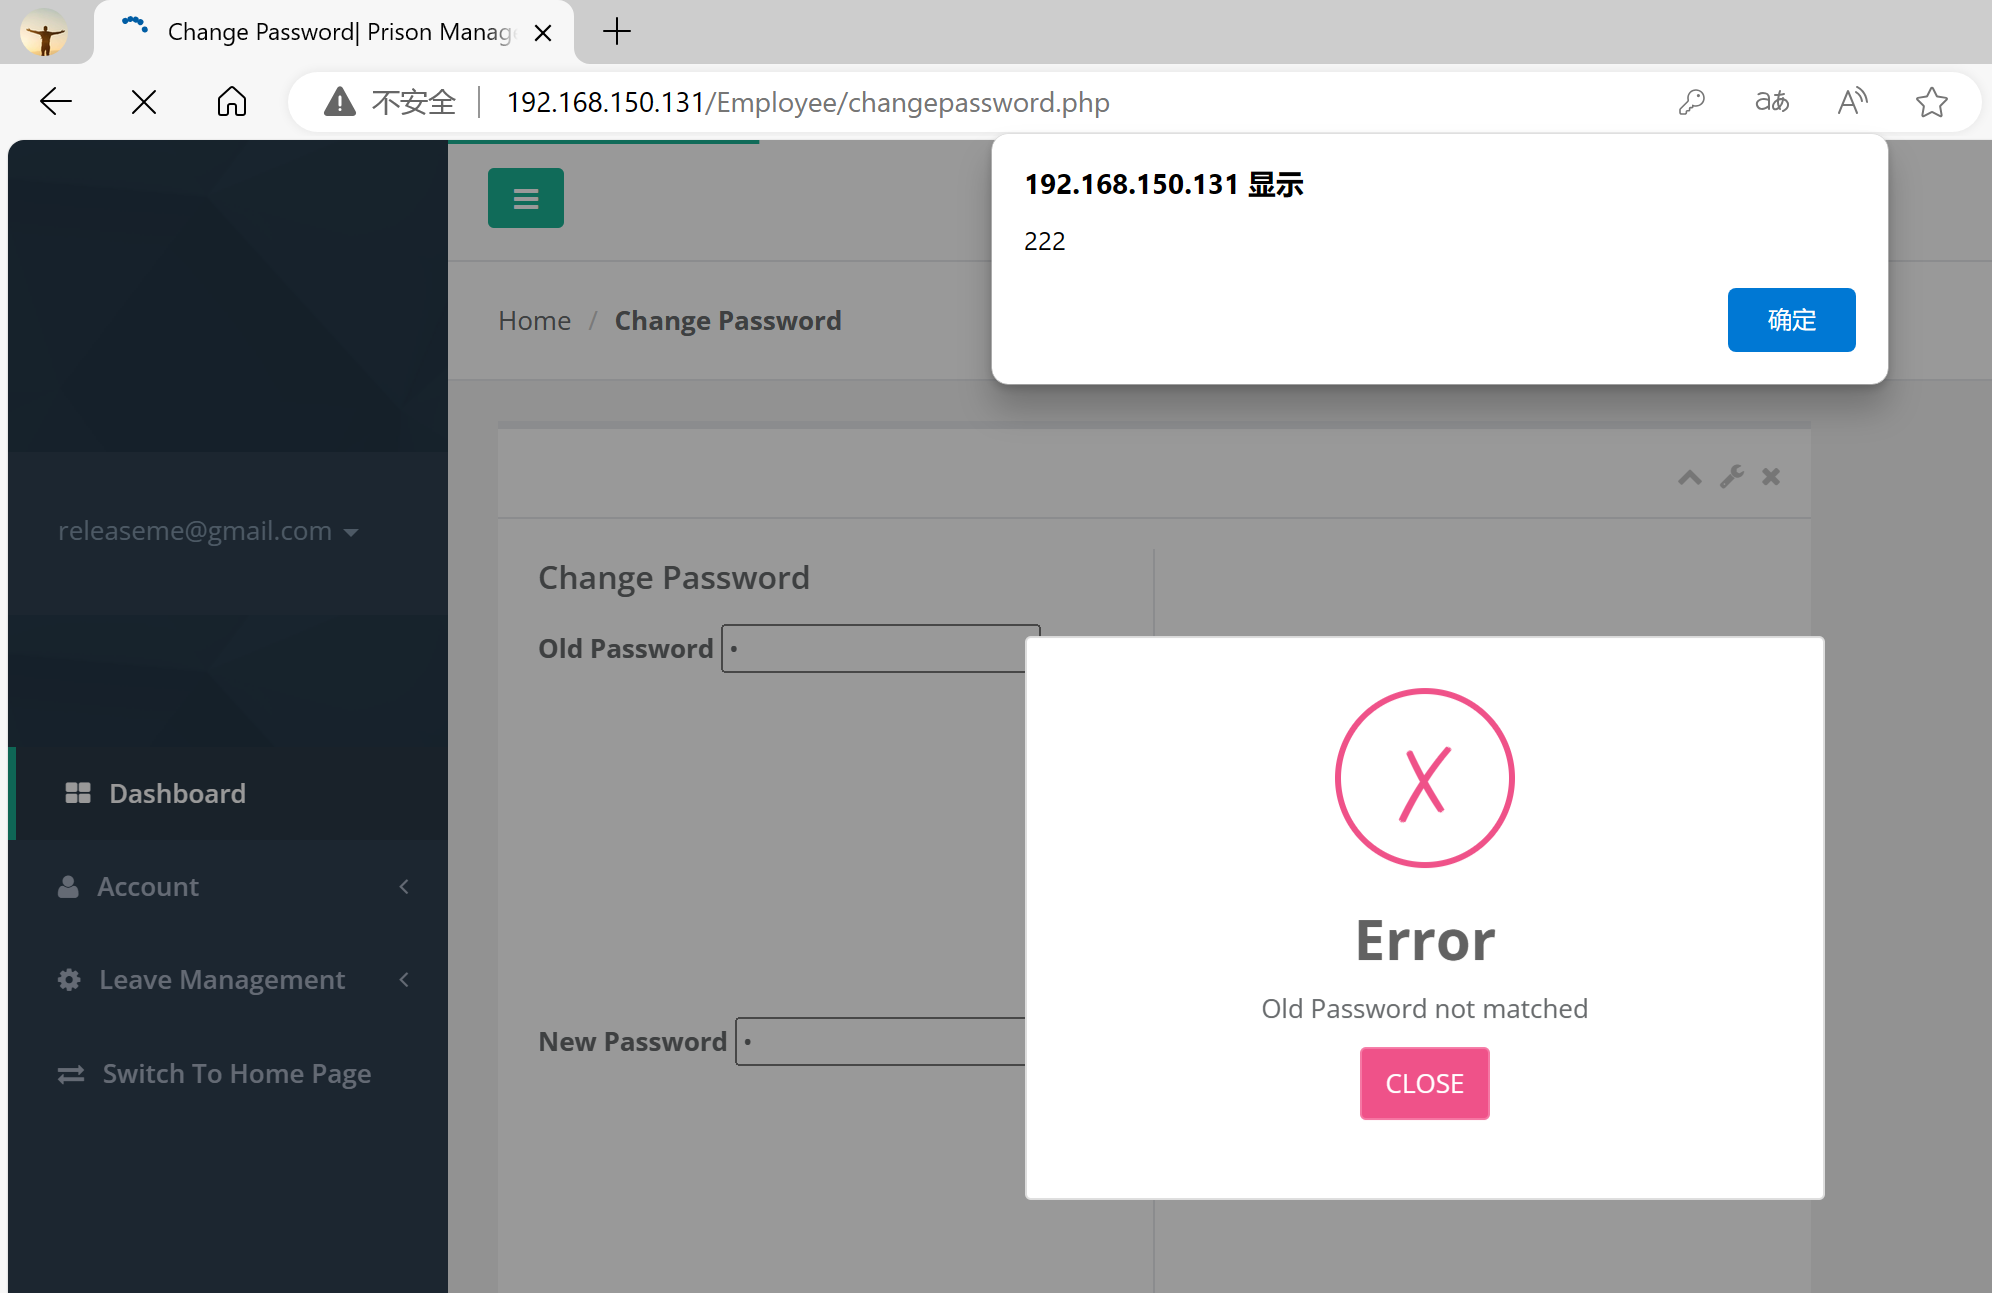 Change Password| Prison Manag
不安全
192.168.150.131/Employee/changepassword.php
192.168.150.131 显示
222
确定
Home / Change Password
releaseme@gmail.com
Change Password
Old Password
Dashboard
Account
Leave Management
Switch To Home Page
New Password
Error
Old Password not matched
CLOSE